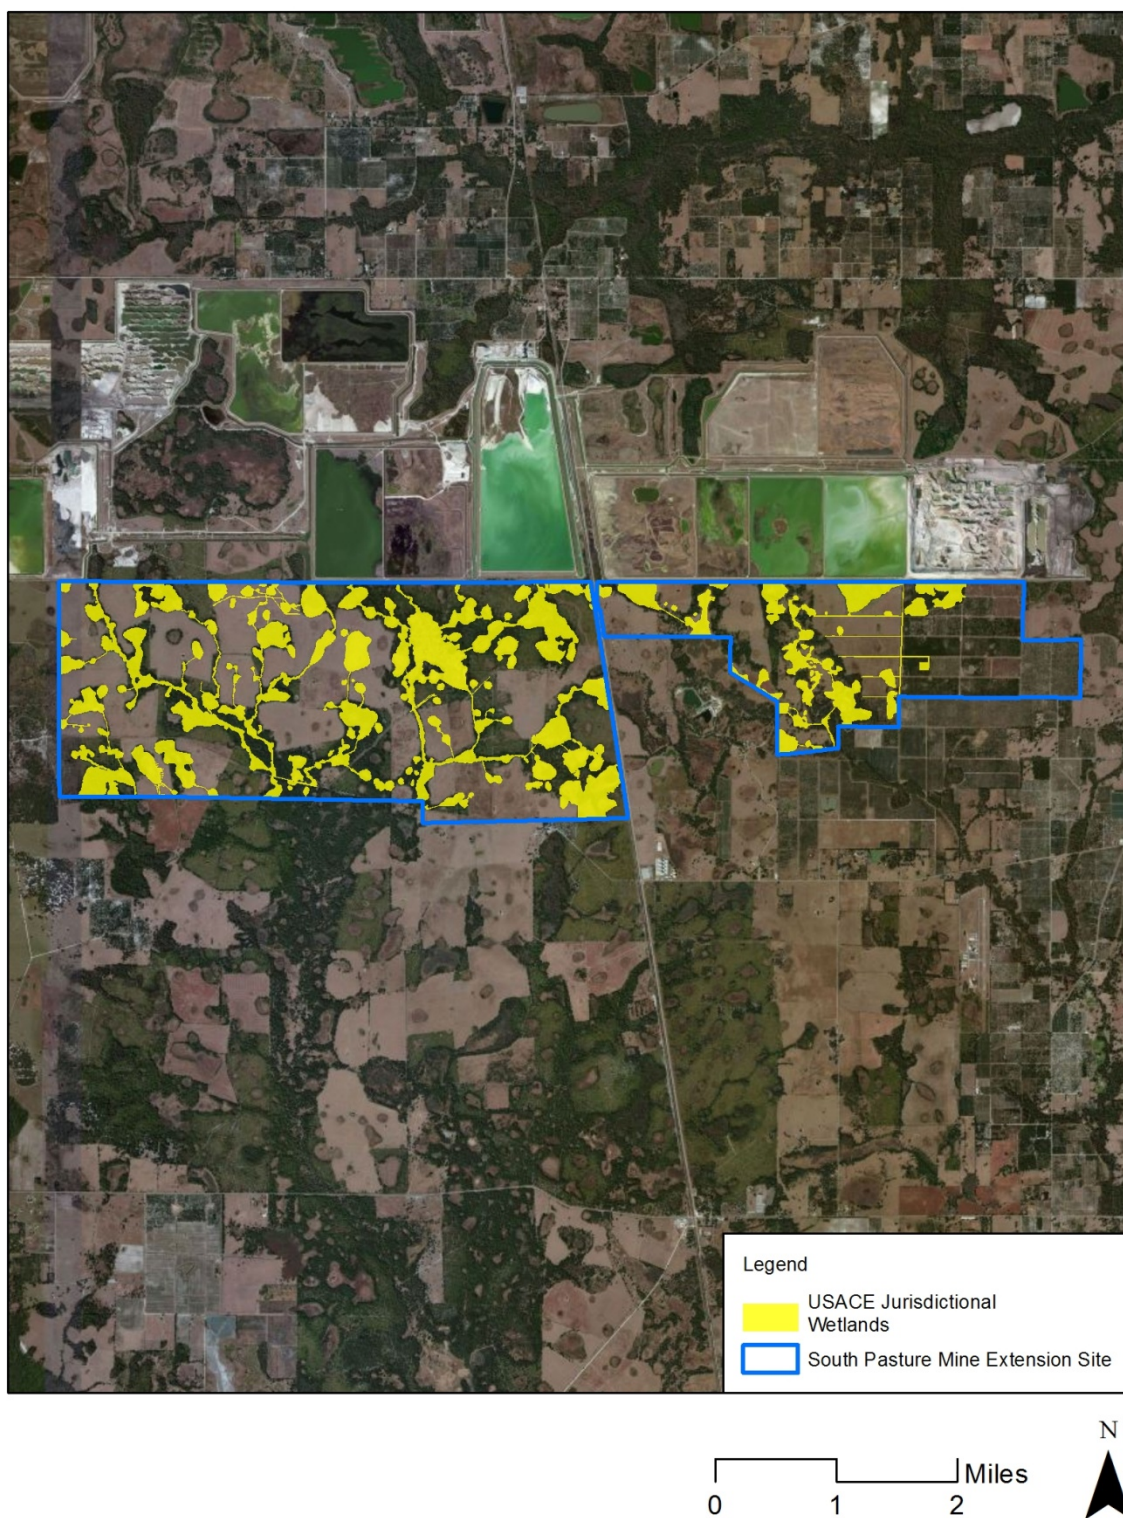 Legend
USACE Jurisdictional
Wetlands
South Pasture Mine Extension Site
N
Miles
0 1 2